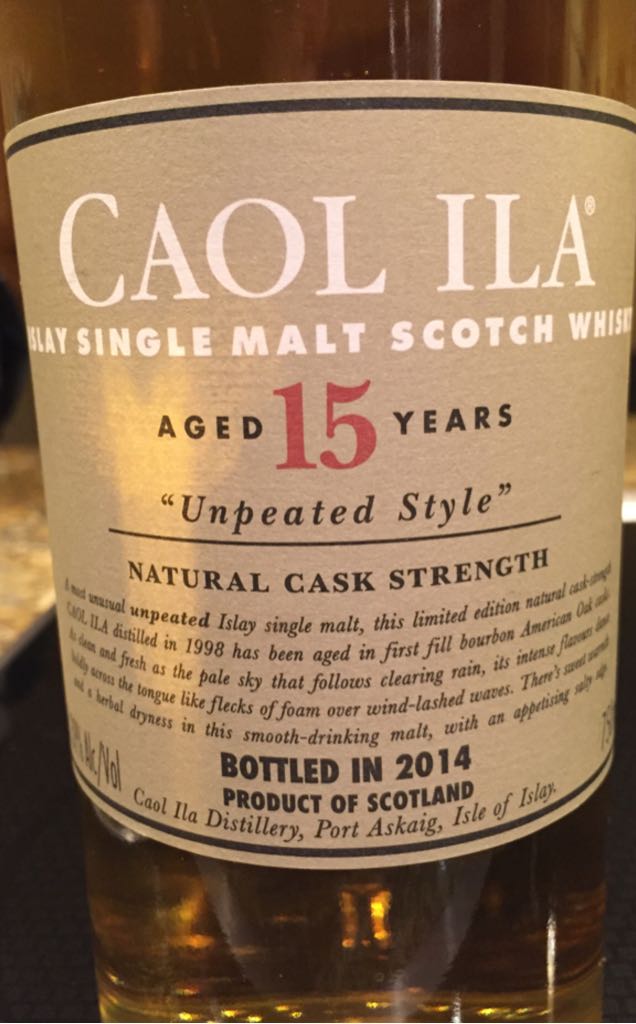 CAOL ILA®
ISLAY SINGLE MALT SCOTCH WHISKY
AGED 15 YEARS
“Unpeated Style”
NATURAL CASK STRENGTH
A most unusual unpeated Islay single malt, this limited edition natural cask-strength
CAOL ILA distilled in 1998 has been aged in first fill bourbon American Oak casks.
As clean and fresh as the pale sky that follows clearing rain, its intense flavours dance
boldly across the tongue like flecks of foam over wind-lashed waves. There's sweet warmth
and a herbal dryness in this smooth-drinking malt, with an appetising salty
% Alc/Vol
75
BOTTLED IN 2014
PRODUCT OF SCOTLAND
Caol Ila Distillery, Port Askaig, Isle of Islay.